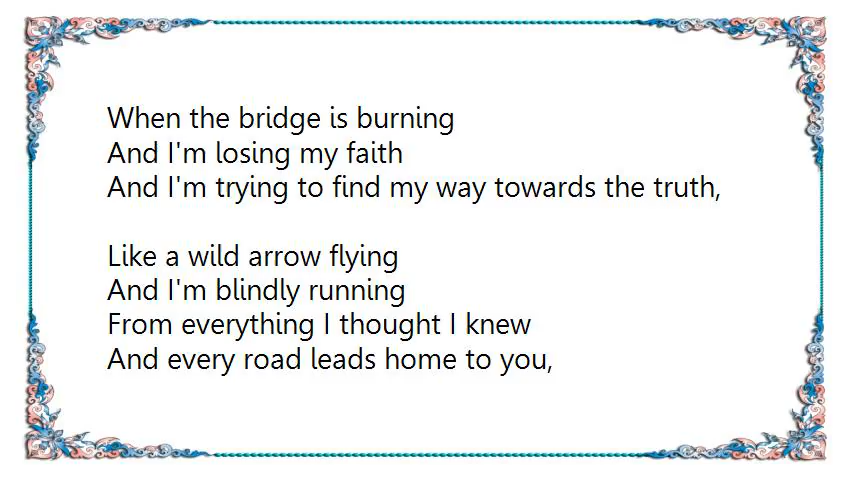 When the bridge is burning
And I'm losing my faith
And I'm trying to find my way towards the truth,
Like a wild arrow flying
And I'm blindly running
From everything I thought I knew
And every road leads home to you,